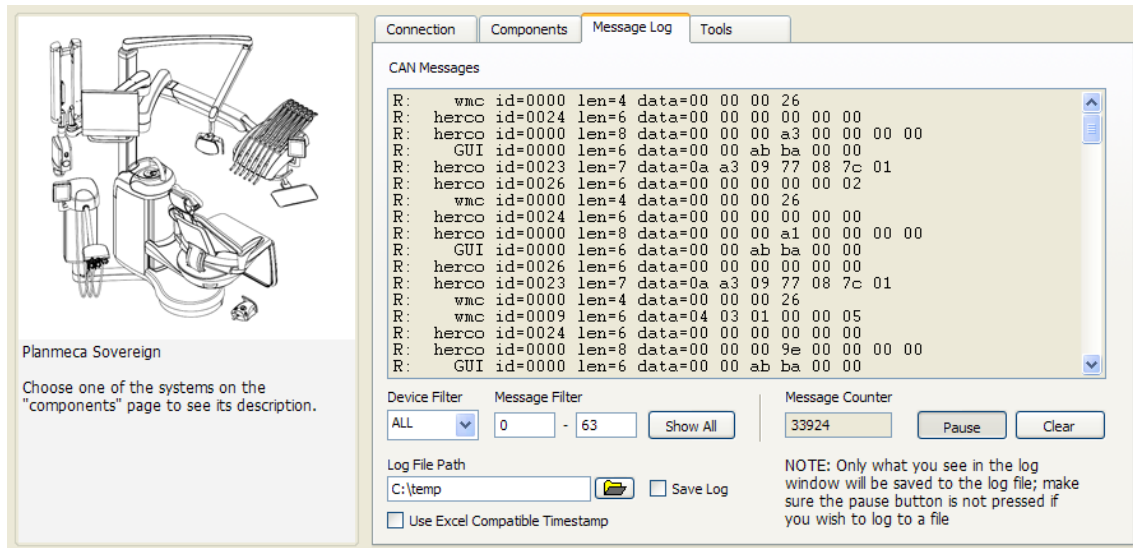 Connection Components Message Log Tools
CAN Messages
R:    wmc id=0000 len=4 data=00 00 00 26
R:  herco id=0024 len=6 data=00 00 00 00 00 00
R:  herco id=0000 len=8 data=00 00 00 a3 00 00 00 00
R:    GUI id=0000 len=6 data=00 00 ab ba 00 00
R:  herco id=0023 len=7 data=0a a3 09 77 08 7c 01
R:  herco id=0026 len=6 data=00 00 00 00 00 02
R:    wmc id=0000 len=4 data=00 00 00 26
R:  herco id=0024 len=6 data=00 00 00 00 00 00
R:  herco id=0000 len=8 data=00 00 00 a1 00 00 00 00
R:    GUI id=0000 len=6 data=00 00 ab ba 00 00
R:  herco id=0026 len=6 data=00 00 00 00 00 00
R:  herco id=0023 len=7 data=0a a3 09 77 08 7c 01
R:    wmc id=0000 len=4 data=00 00 00 26
R:    wmc id=0009 len=6 data=04 03 01 00 00 05
R:  herco id=0024 len=6 data=00 00 00 00 00 00
R:  herco id=0000 len=8 data=00 00 00 9e 00 00 00 00
R:    GUI id=0000 len=6 data=00 00 ab ba 00 00
Planmeca Sovereign
Choose one of the systems on the
"components" page to see its description.
Device Filter Message Filter Message Counter
ALL 0 - 63 Show All 33924 Pause Clear
Log File Path
C:\temp Save Log
Use Excel Compatible Timestamp
NOTE: Only what you see in the log
window will be saved to the log file; make
sure the pause button is not pressed if
you wish to log to a file